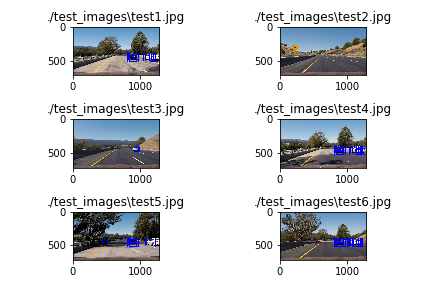 ./test_images\test1.jpg ./test_images\test2.jpg
0 0
500 500
0 1000 0 1000
./test_images\test3.jpg ./test_images\test4.jpg
0 0
500 500
0 1000 0 1000
./test_images\test5.jpg ./test_images\test6.jpg
0 0
500 500
0 1000 0 1000